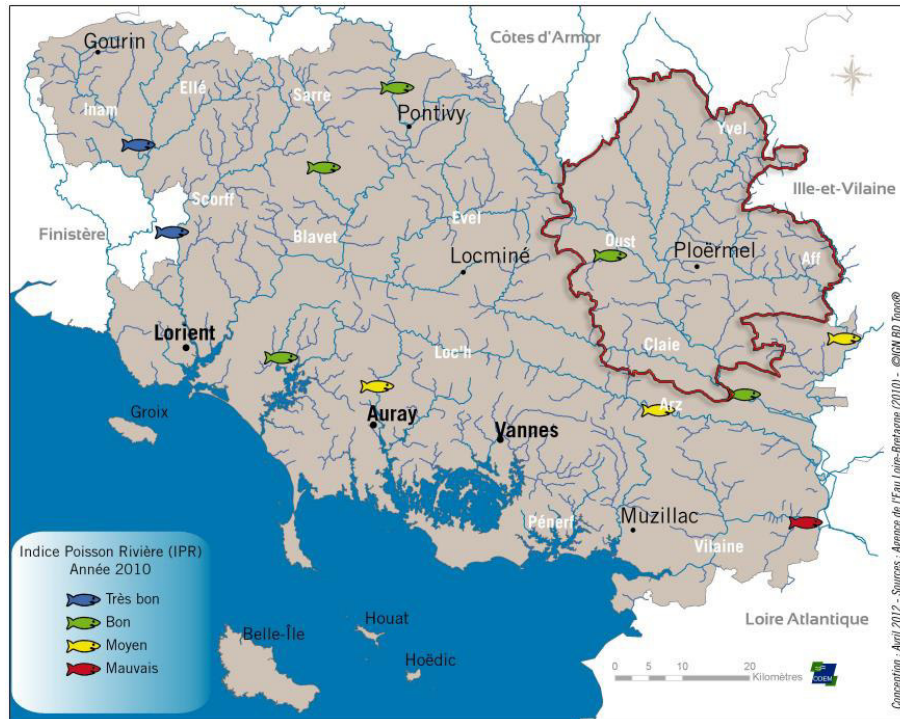 Côtes d'Armor
Gourin
Ellé
Sarre
Inam
Pontivy
Yvel
Ille-et-Vilaine
Scorff
Finistère
Blavet
Evel
Oust
Ploërmel
Aff
Locminé
Lorient
Loc'h
Claie
Groix
Auray
Arz
Vannes
Pénerf
Muzillac
Vilaine
Loire Atlantique
Houat
Belle-Île
Hoëdic
Indice Poisson Rivière (IPR)
Année 2010
Très bon
Bon
Moyen
Mauvais
0 5 10 20
Kilomètres
ODEM
Conception : Avril 2012 - Sources : Agence de l'Eau Loire-Bretagne (2010) - ©IGN BD Topo®